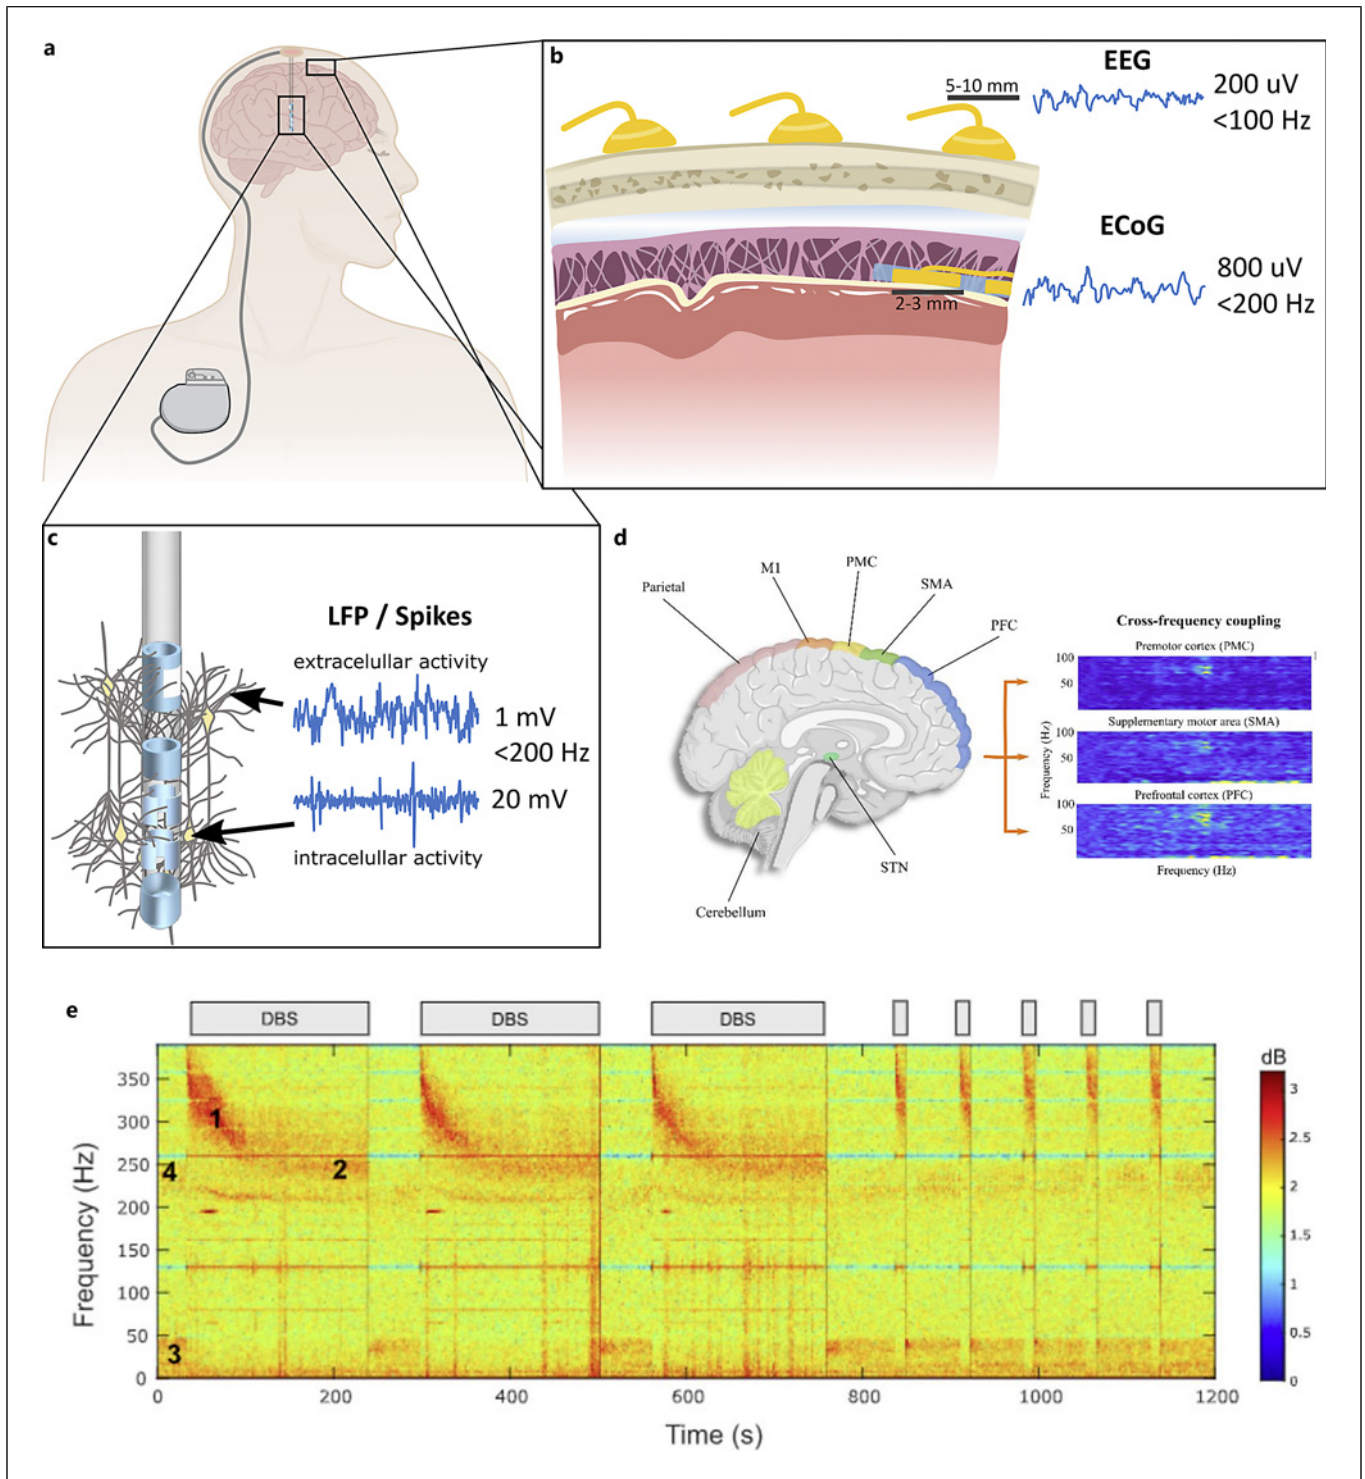 a
b
EEG
5-10 mm
200 uV
<100 Hz
ECoG
800 uV
<200 Hz
2-3 mm
c
LFP / Spikes
extracelullar activity
1 mV
<200 Hz
20 mV
intracelullar activity
d
Parietal
M1
PMC
SMA
PFC
STN
Cerebellum
Cross-frequency coupling
Premotor cortex (PMC)
100
50
Supplementary motor area (SMA)
100
50
Prefrontal cortex (PFC)
100
50
Frequency (Hz)
Frequency (Hz)
e
DBS
DBS
DBS
dB
350
300
250
200
150
100
50
0
Frequency (Hz)
1
2
4
3
0
200
400
600
800
1000
1200
Time (s)
3
2.5
2
1.5
1
0.5
0